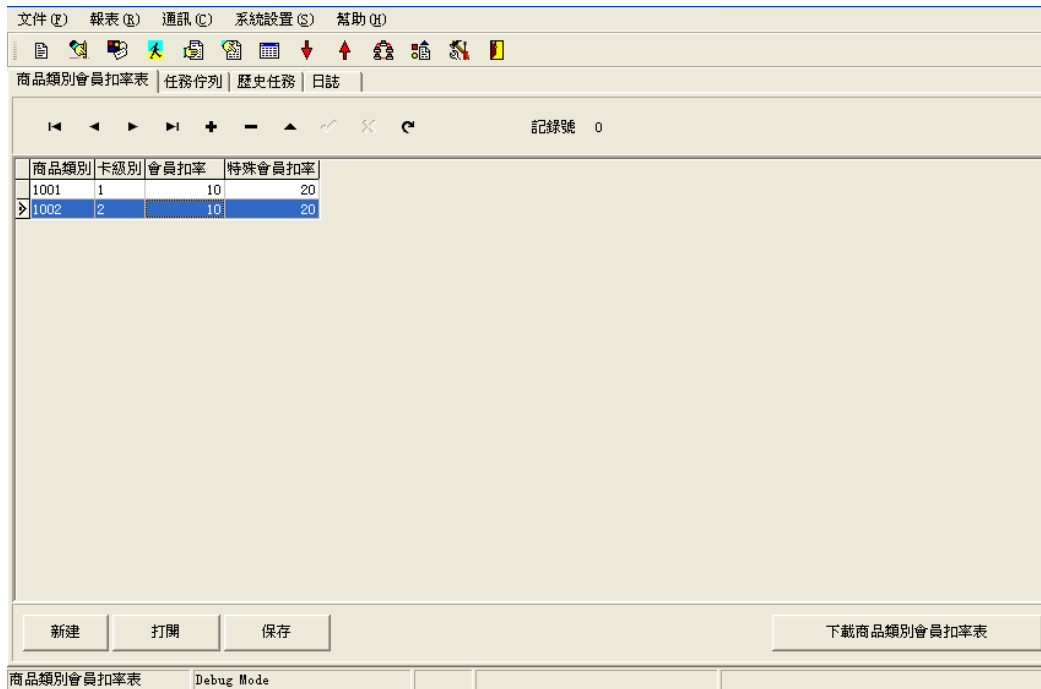 文件(F) 報表(R) 通訊(C) 系統設置(S) 幫助(H)
商品類別會員扣率表 任務佇列 歷史任務 日誌
記錄號 0
商品類別 卡級別 會員扣率 特殊會員扣率
1001 1 10 20
1002 2 10 20
新建 打開 保存 下載商品類別會員扣率表
商品類別會員扣率表 Debug Mode